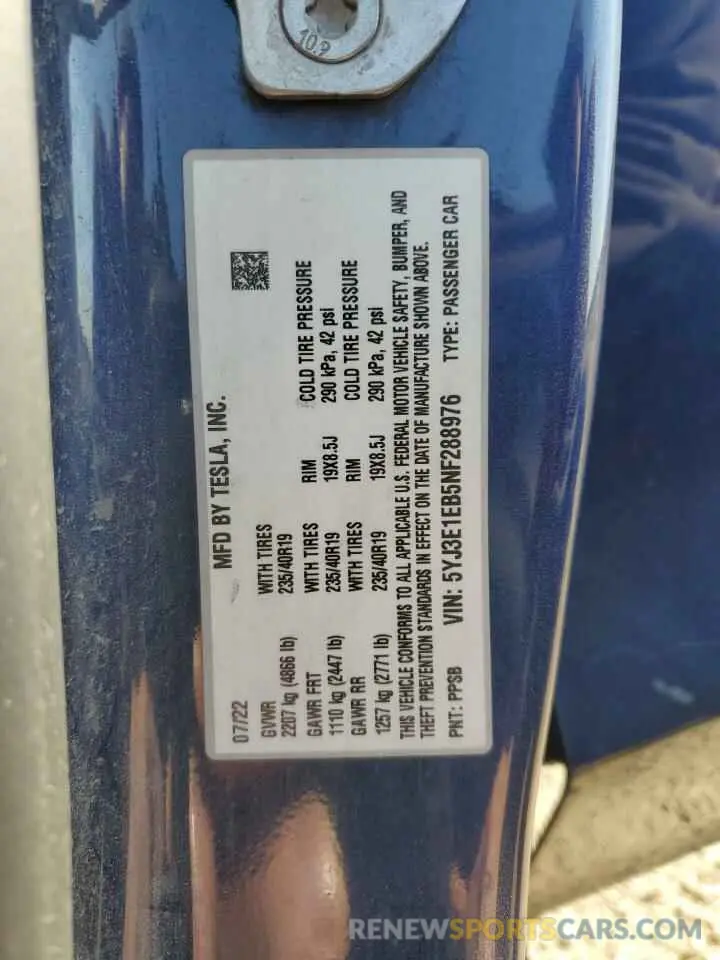 10.9
MFD BY TESLA, INC.
07/22
GVWR WITH TIRES
2207 kg (4866 lb) 235/40R19
GAWR FRT WITH TIRES RIM COLD TIRE PRESSURE
1110 kg (2447 lb) 235/40R19 19X8.5J 290 kPa, 42 psi
GAWR RR WITH TIRES RIM COLD TIRE PRESSURE
1257 kg (2771 lb) 235/40R19 19X8.5J 290 kPa, 42 psi
THIS VEHICLE CONFORMS TO ALL APPLICABLE U.S. FEDERAL MOTOR VEHICLE SAFETY, BUMPER, AND
THEFT PREVENTION STANDARDS IN EFFECT ON THE DATE OF MANUFACTURE SHOWN ABOVE.
PNT: PPSB VIN: 5YJ3E1EB5NF288976 TYPE: PASSENGER CAR
RENEWSPORTSCARS.COM